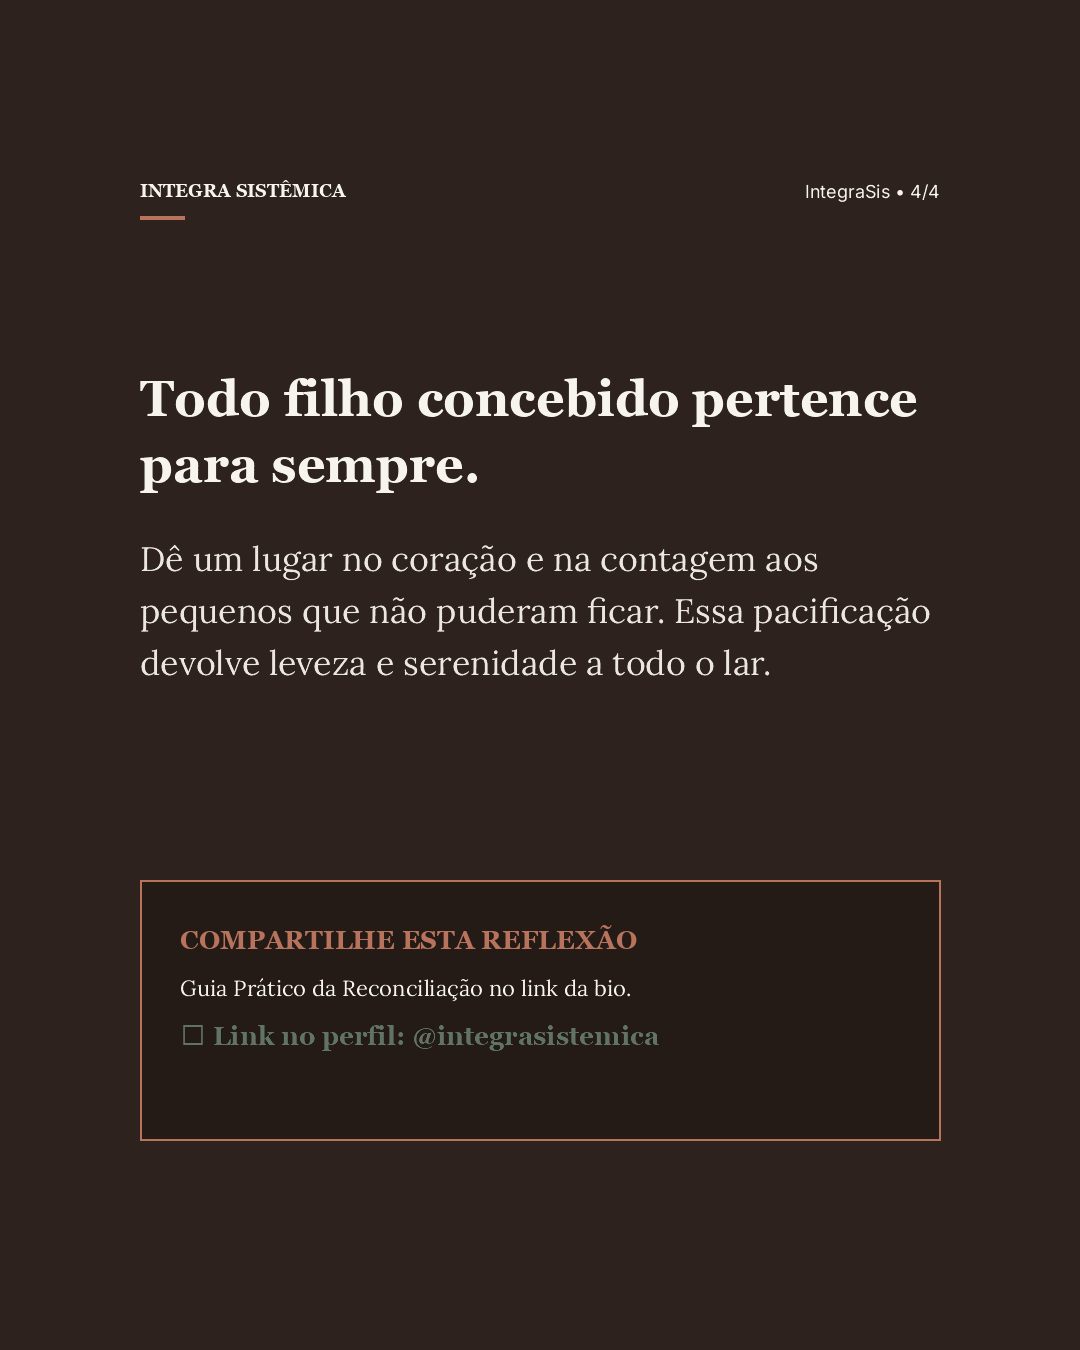 INTEGRA SISTÊMICA
IntegraSis • 4/4
Todo filho concebido pertence
para sempre.
Dê um lugar no coração e na contagem aos
pequenos que não puderam ficar. Essa pacificação
devolve leveza e serenidade a todo o lar.
COMPARTILHE ESTA REFLEXÃO
Guia Prático da Reconciliação no link da bio.
☐ Link no perfil: @integrasistemica